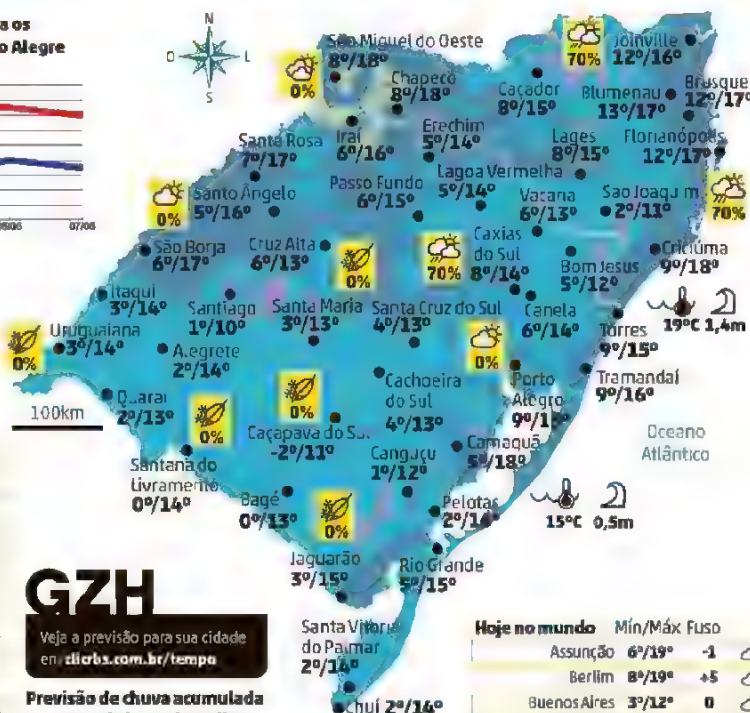 a os
o Alegre
05/06 07/06
N
O L
S
São Miguel do Oeste
8º/18º
0%
Chapecó
8º/18º
70%
Joinville
12º/16º
Caçador
8º/15º
Blumenau
13º/17º
Brusque
12º/17º
Santa Rosa
7º/17º
Iraí
6º/16º
Erechim
5º/14º
Lages
8º/15º
Florianópolis
12º/17º
0%
Santo Ângelo
5º/16º
Passo Fundo
6º/15º
Lagoa Vermelha
5º/14º
Vacaria
6º/13º
São Joaquim
2º/11º
70%
São Borja
6º/17º
Cruz Alta
6º/13º
0%
70%
Caxias
do Sul
8º/14º
Bom Jesus
5º/12º
Criciúma
9º/18º
Itaqui
3º/14º
Santiago
1º/10º
Santa Maria
3º/13º
Santa Cruz do Sul
4º/13º
Canela
6º/14º
19ºC 1,4m
Torres
9º/15º
0%
Uruguaiana
3º/14º
Alegrete
2º/14º
0%
Tramandaí
9º/16º
100km
Quaraí
2º/13º
0%
0%
Cachoeira
do Sul
4º/13º
Porto
Alegre
Caçapava do Sul
-2º/11º
Camaquã
5º/18º
Oceano
Atlântico
Santana do
Livramento
0º/14º
Canguçu
1º/12º
Bagé
0º/13º
0%
Pelotas
2º/14º
15ºC 0,5m
Jaguarão
3º/15º
Rio Grande
5º/15º
GZH
Veja a previsão para sua cidade
em clicrbs.com.br/tempo
Santa Vitória
do Palmar
2º/14º
Chuí 2º/14º
Previsão de chuva acumulada
Hoje no mundo Mín/Máx Fuso
Assunção 6º/19º -1
Berlim 8º/19º +5
Buenos Aires 3º/12º 0